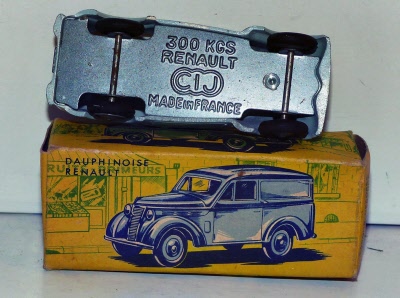 300 KGS
RENAULT
CIJ
MADE IN FRANCE
DAUPHINOISE
RENAULT